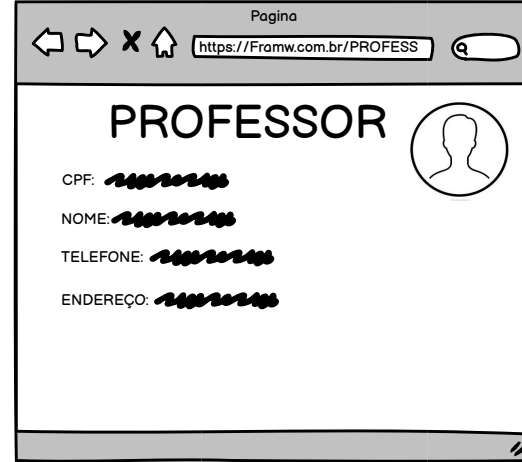 Pagina
https://Framw.com.br/PROFESS
PROFESSOR
CPF:
NOME:
TELEFONE:
ENDEREÇO: